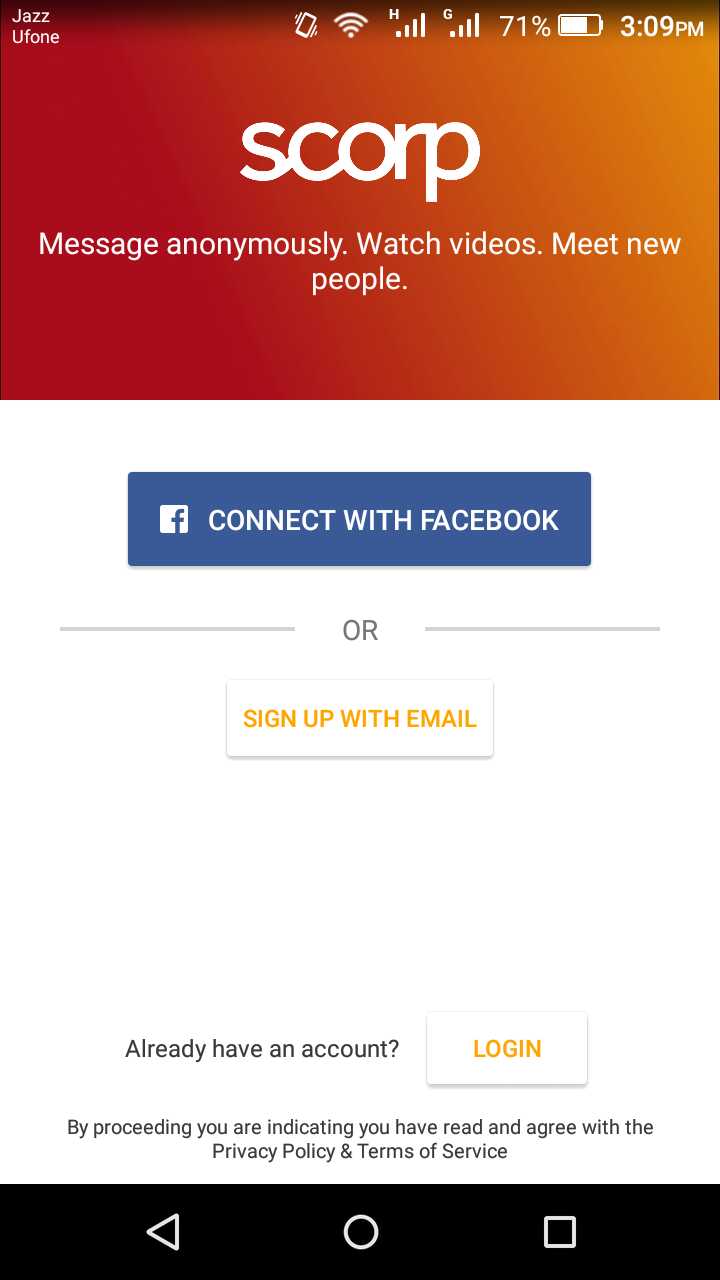 Jazz
Ufone
H G 71% 3:09PM
scorp
Message anonymously. Watch videos. Meet new
people.
f CONNECT WITH FACEBOOK
OR
SIGN UP WITH EMAIL
Already have an account? LOGIN
By proceeding you are indicating you have read and agree with the
Privacy Policy & Terms of Service